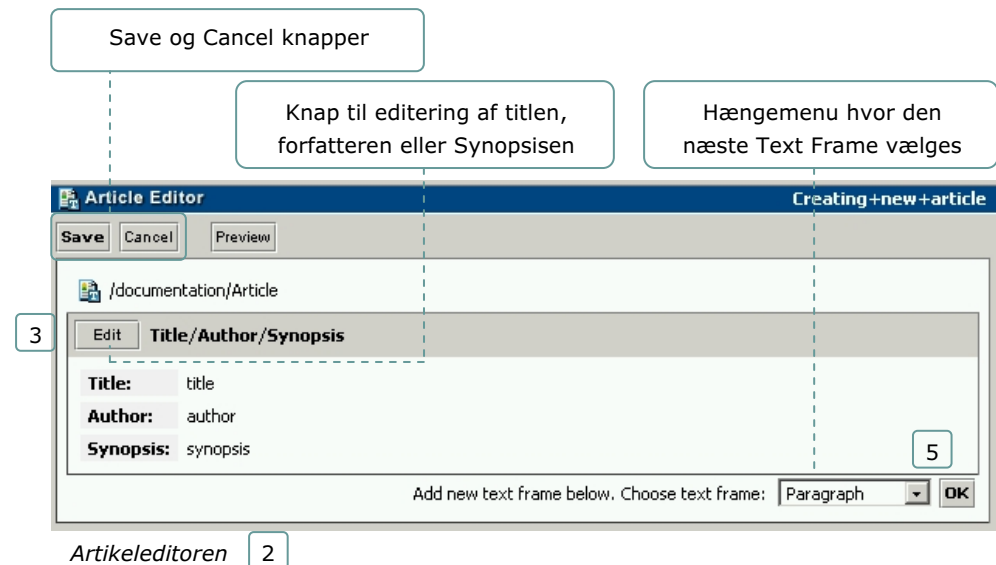 Save og Cancel knapper
Knap til editering af titlen,
forfatteren eller Synopsisen
Hængemenu hvor den
næste Text Frame vælges
Article Editor Creating+new+article
Save Cancel Preview
/documentation/Article
3 Edit Title/Author/Synopsis
Title: title
Author: author
Synopsis: synopsis
5
Add new text frame below. Choose text frame: Paragraph OK
Artikeleditoren 2